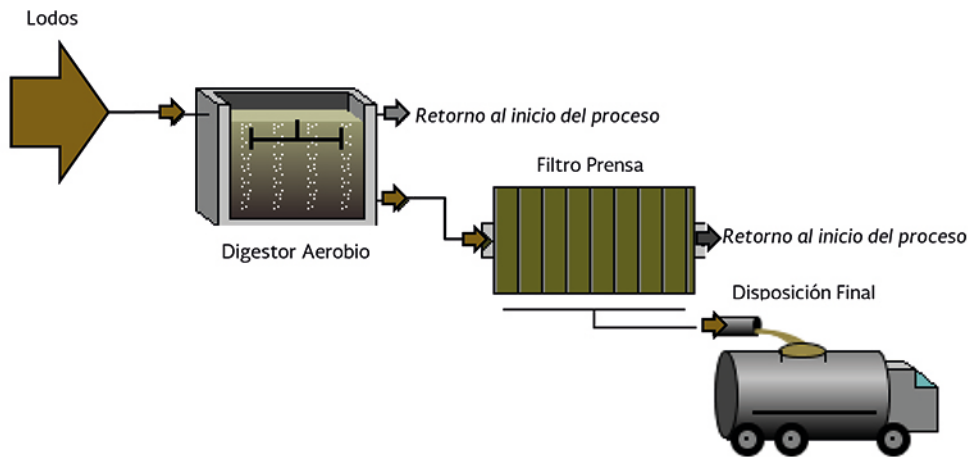 Lodos
Retorno al inicio del proceso
Filtro Prensa
Digestor Aerobio
Retorno al inicio del proceso
Disposición Final